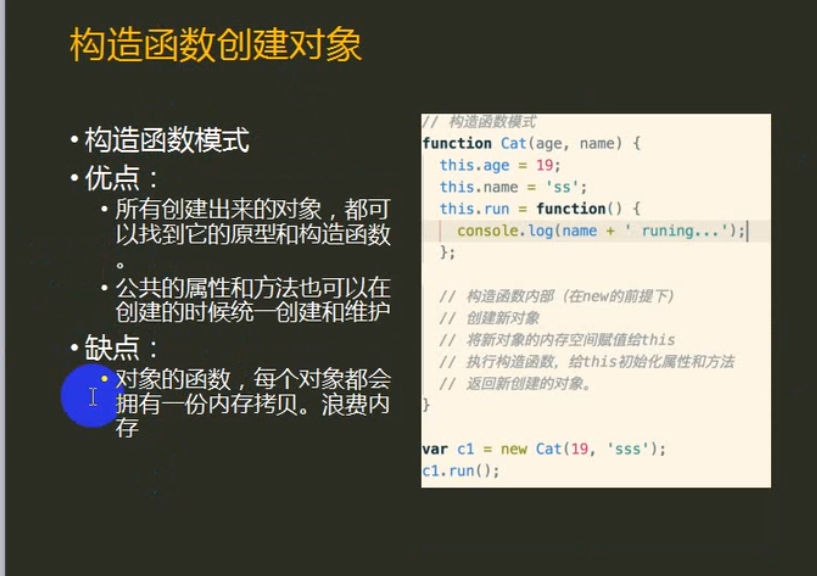 构造函数创建对象
• 构造函数模式
• 优点：
• 所有创建出来的对象，都可
以找到它的原型和构造函数
。
• 公共的属性和方法也可以在
创建的时候统一创建和维护
• 缺点：
• 对象的函数，每个对象都会
拥有一份内存拷贝。浪费内
存
// 构造函数模式
function Cat(age, name) {
this.age = 19;
this.name = 'ss';
this.run = function() {
console.log(name + ' runing...');
};
// 构造函数内部（在new的前提下）
// 创建新对象
// 将新对象的内存空间赋值给this
// 执行构造函数，给this初始化属性和方法
// 返回新创建的对象。
}
var c1 = new Cat(19, 'sss');
c1.run();